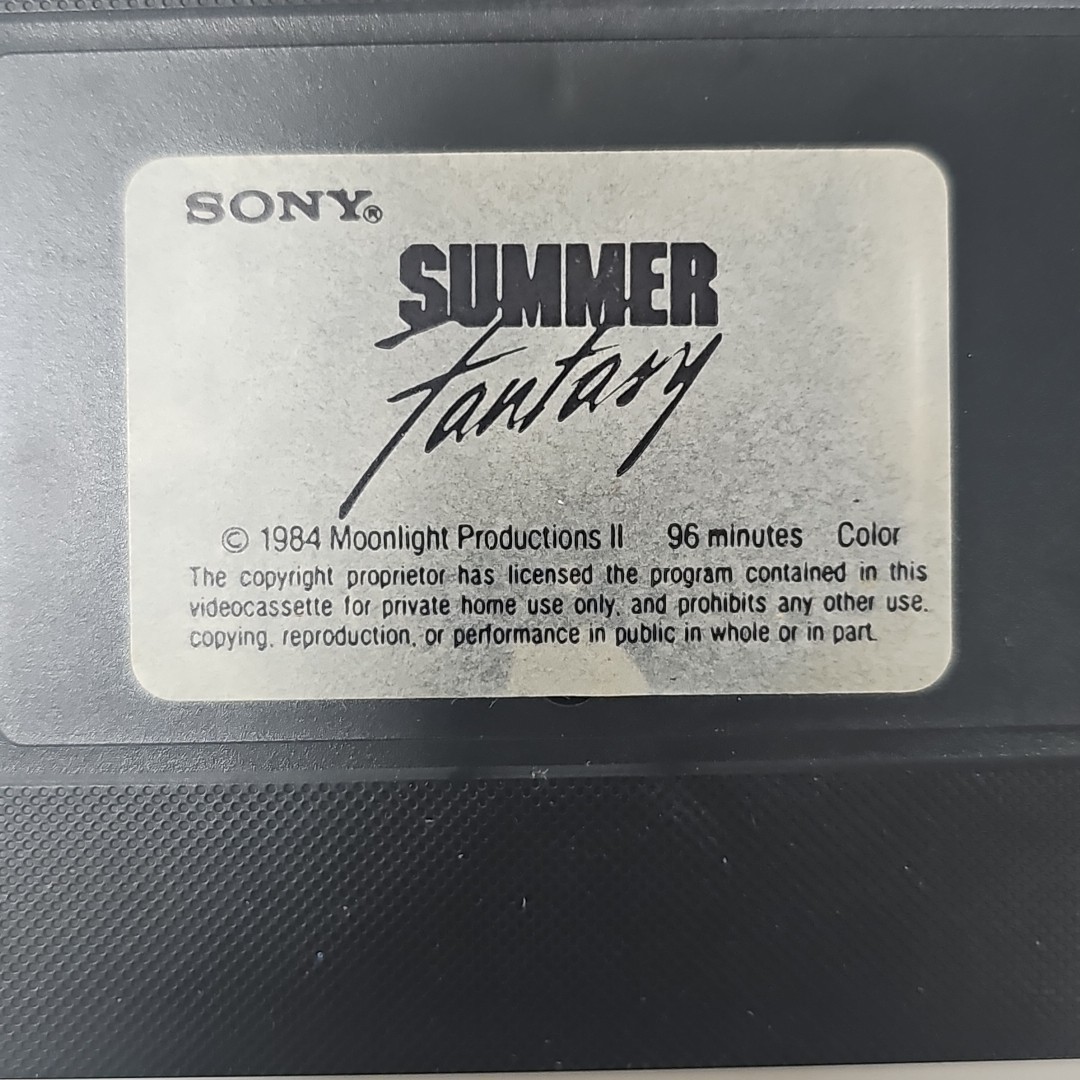 SONY®
SUMMER
fantasy
© 1984 Moonlight Productions II 96 minutes Color
The copyright proprietor has licensed the program contained in this
videocassette for private home use only, and prohibits any other use,
copying, reproduction, or performance in public in whole or in part.